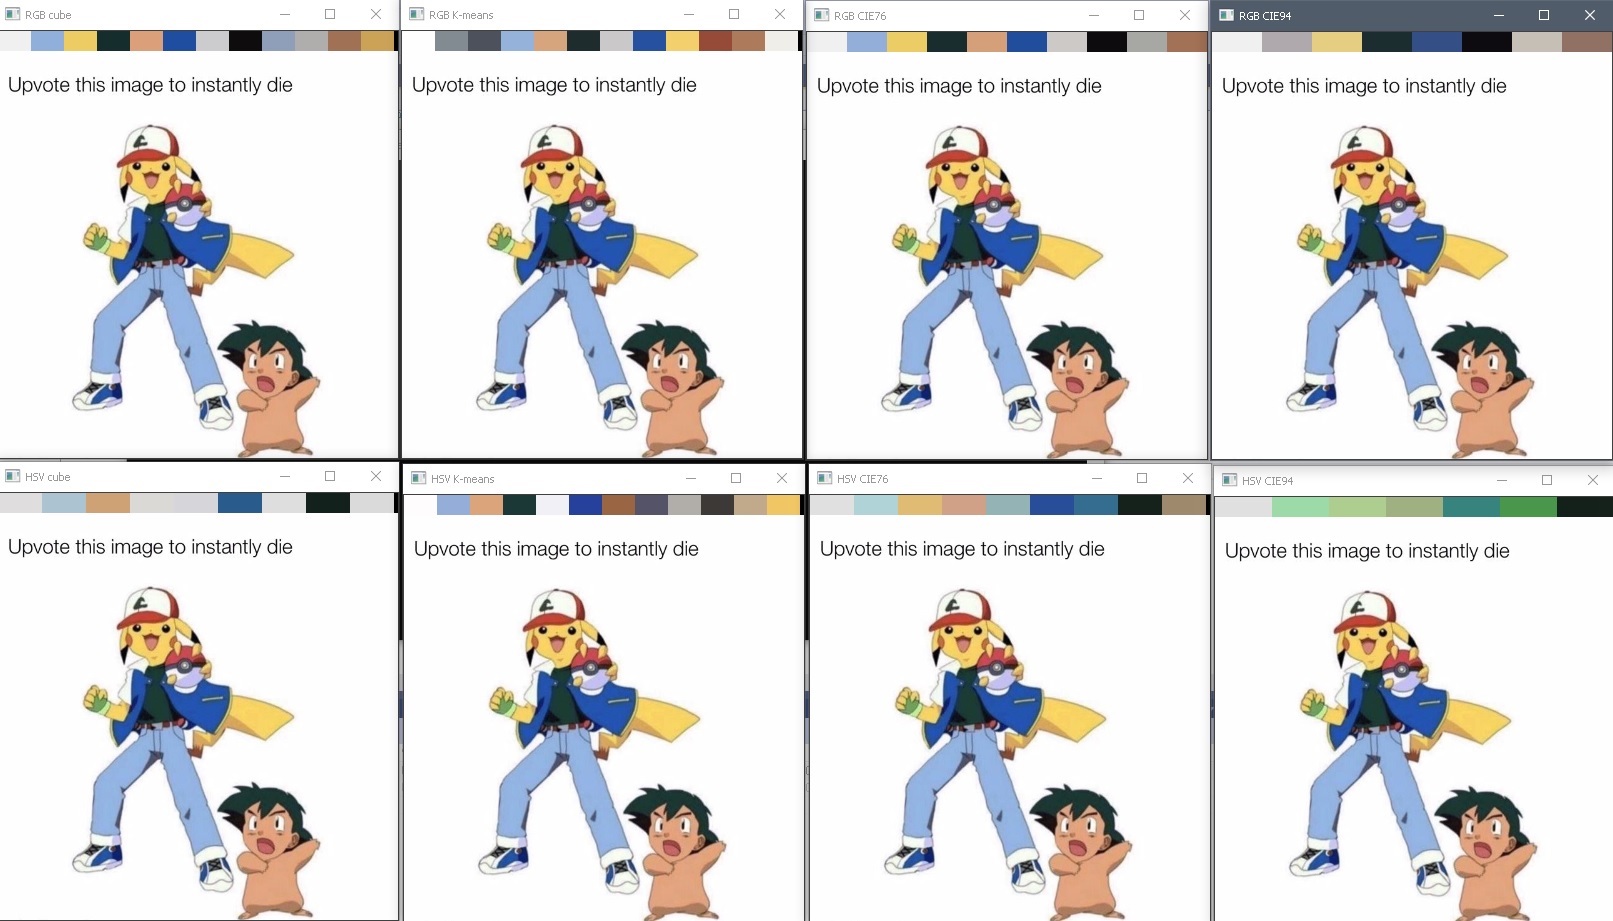 RGB cube
Upvote this image to instantly die
RGB K-means
Upvote this image to instantly die
RGB CIE76
Upvote this image to instantly die
RGB CIE94
Upvote this image to instantly die
HSV cube
Upvote this image to instantly die
HSV K-means
Upvote this image to instantly die
HSV CIE76
Upvote this image to instantly die
HSV CIE94
Upvote this image to instantly die